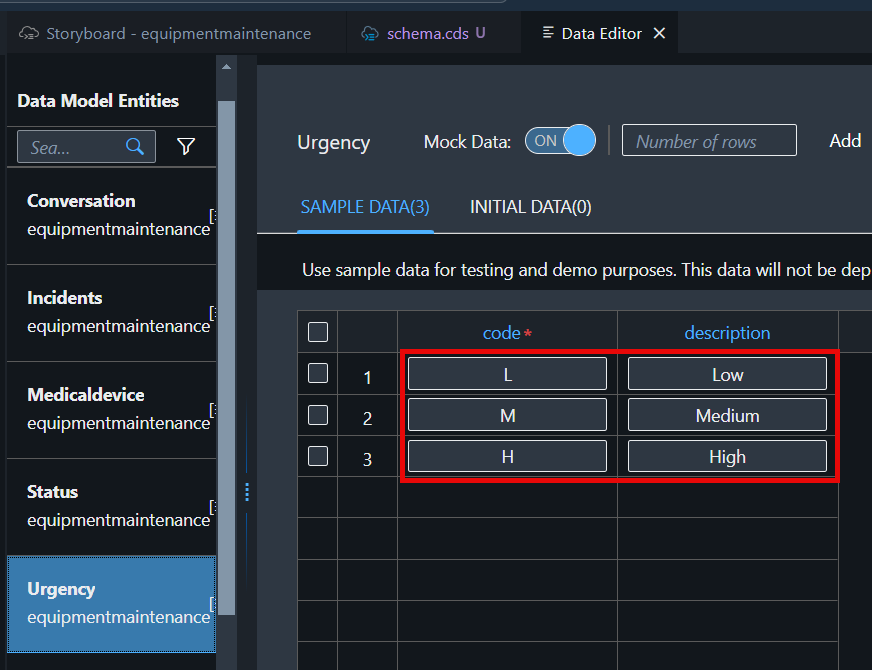 Storyboard - equipmentmaintenance
schema.cds U
Data Editor
Data Model Entities
Sea...
Conversation
equipmentmaintenance
Incidents
equipmentmaintenance
Medicaldevice
equipmentmaintenance
Status
equipmentmaintenance
Urgency
equipmentmaintenance
Urgency
Mock Data:
ON
Number of rows
Add
SAMPLE DATA(3)
INITIAL DATA(0)
Use sample data for testing and demo purposes. This data will not be dep
code* description
1 L Low
2 M Medium
3 H High